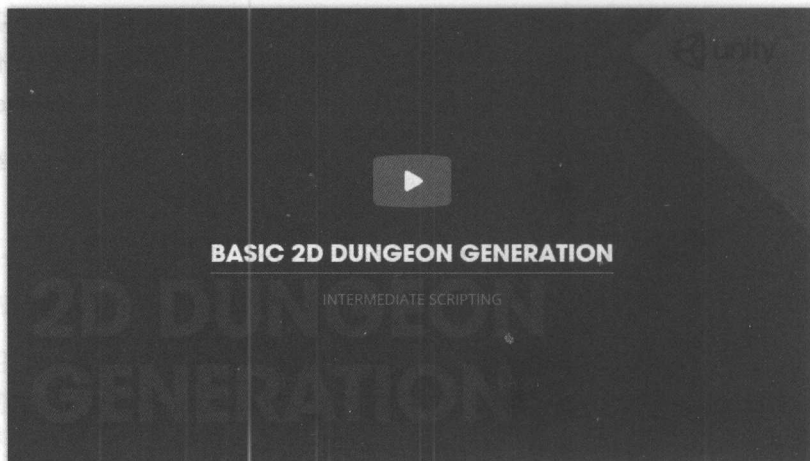 unity
BASIC 2D DUNGEON GENERATION
INTERMEDIATE SCRIPTING
2D DUNGEON
GENERATION